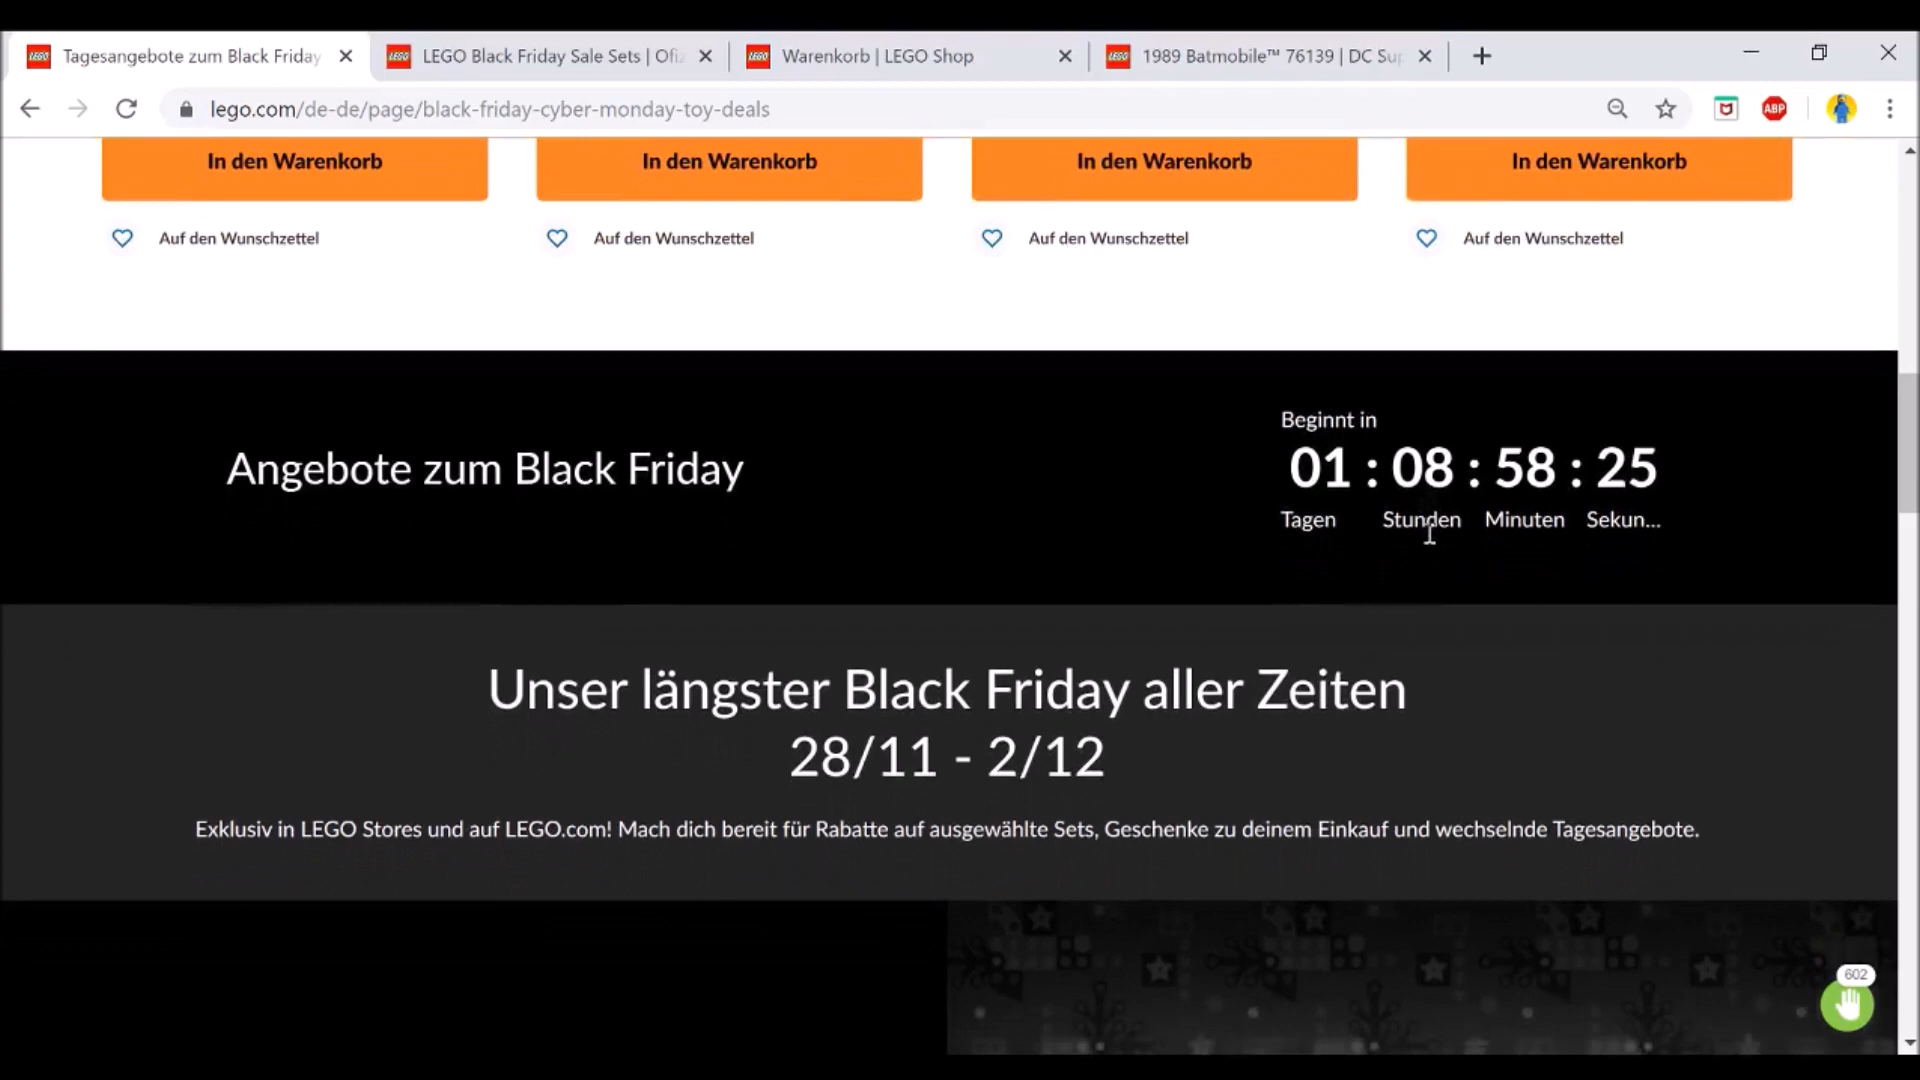 Tagesangebote zum Black Friday
LEGO Black Friday Sale Sets | Ofiz
Warenkorb | LEGO Shop
1989 Batmobile™ 76139 | DC Sup
lego.com/de-de/page/black-friday-cyber-monday-toy-deals
ABP
In den Warenkorb
In den Warenkorb
In den Warenkorb
In den Warenkorb
Auf den Wunschzettel
Auf den Wunschzettel
Auf den Wunschzettel
Auf den Wunschzettel
Beginnt in
Angebote zum Black Friday
01 : 08 : 58 : 25
Tagen Stunden Minuten Sekun...
Unser längster Black Friday aller Zeiten
28/11 - 2/12
Exklusiv in LEGO Stores und auf LEGO.com! Mach dich bereit für Rabatte auf ausgewählte Sets, Geschenke zu deinem Einkauf und wechselnde Tagesangebote.
602